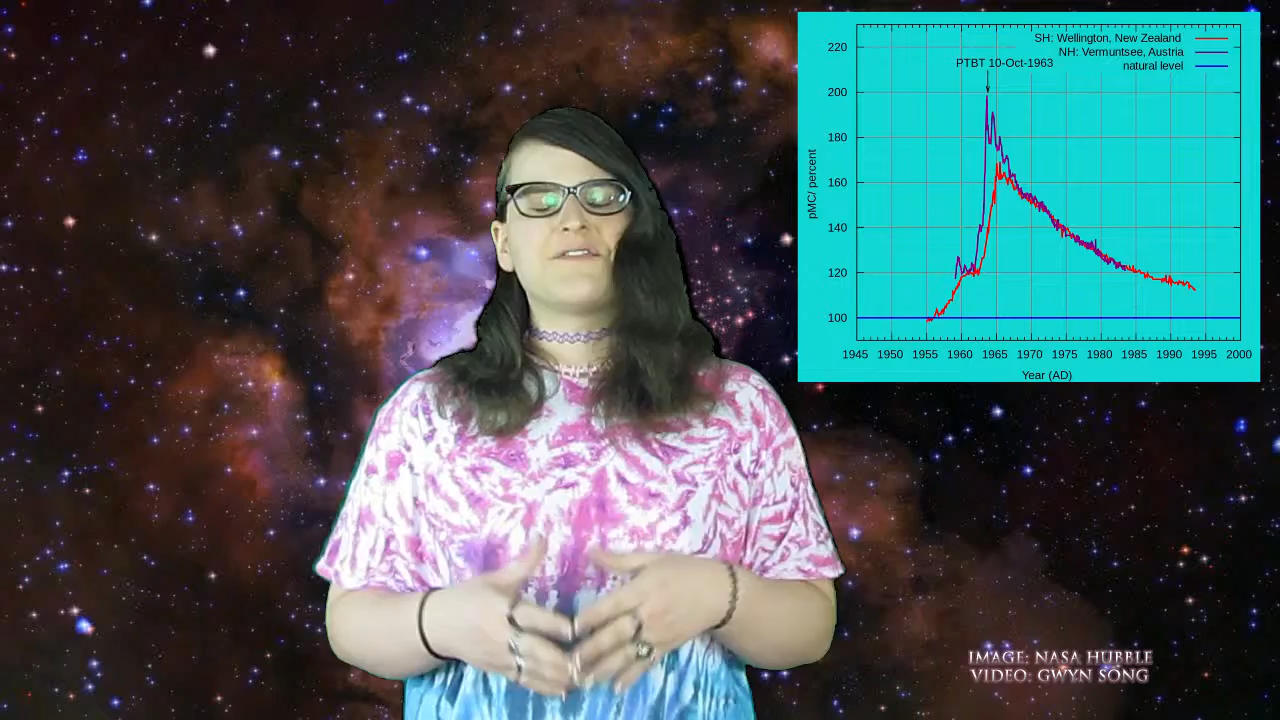 SH: Wellington, New Zealand
NH: Vermuntsee, Austria
natural level
PTBT 10-Oct-1963
220
200
180
160
140
120
100
pMC/ percent
1945 1950 1955 1960 1965 1970 1975 1980 1985 1990 1995 2000
Year (AD)
IMAGE: NASA HUBBLE
VIDEO: GWYN SONG